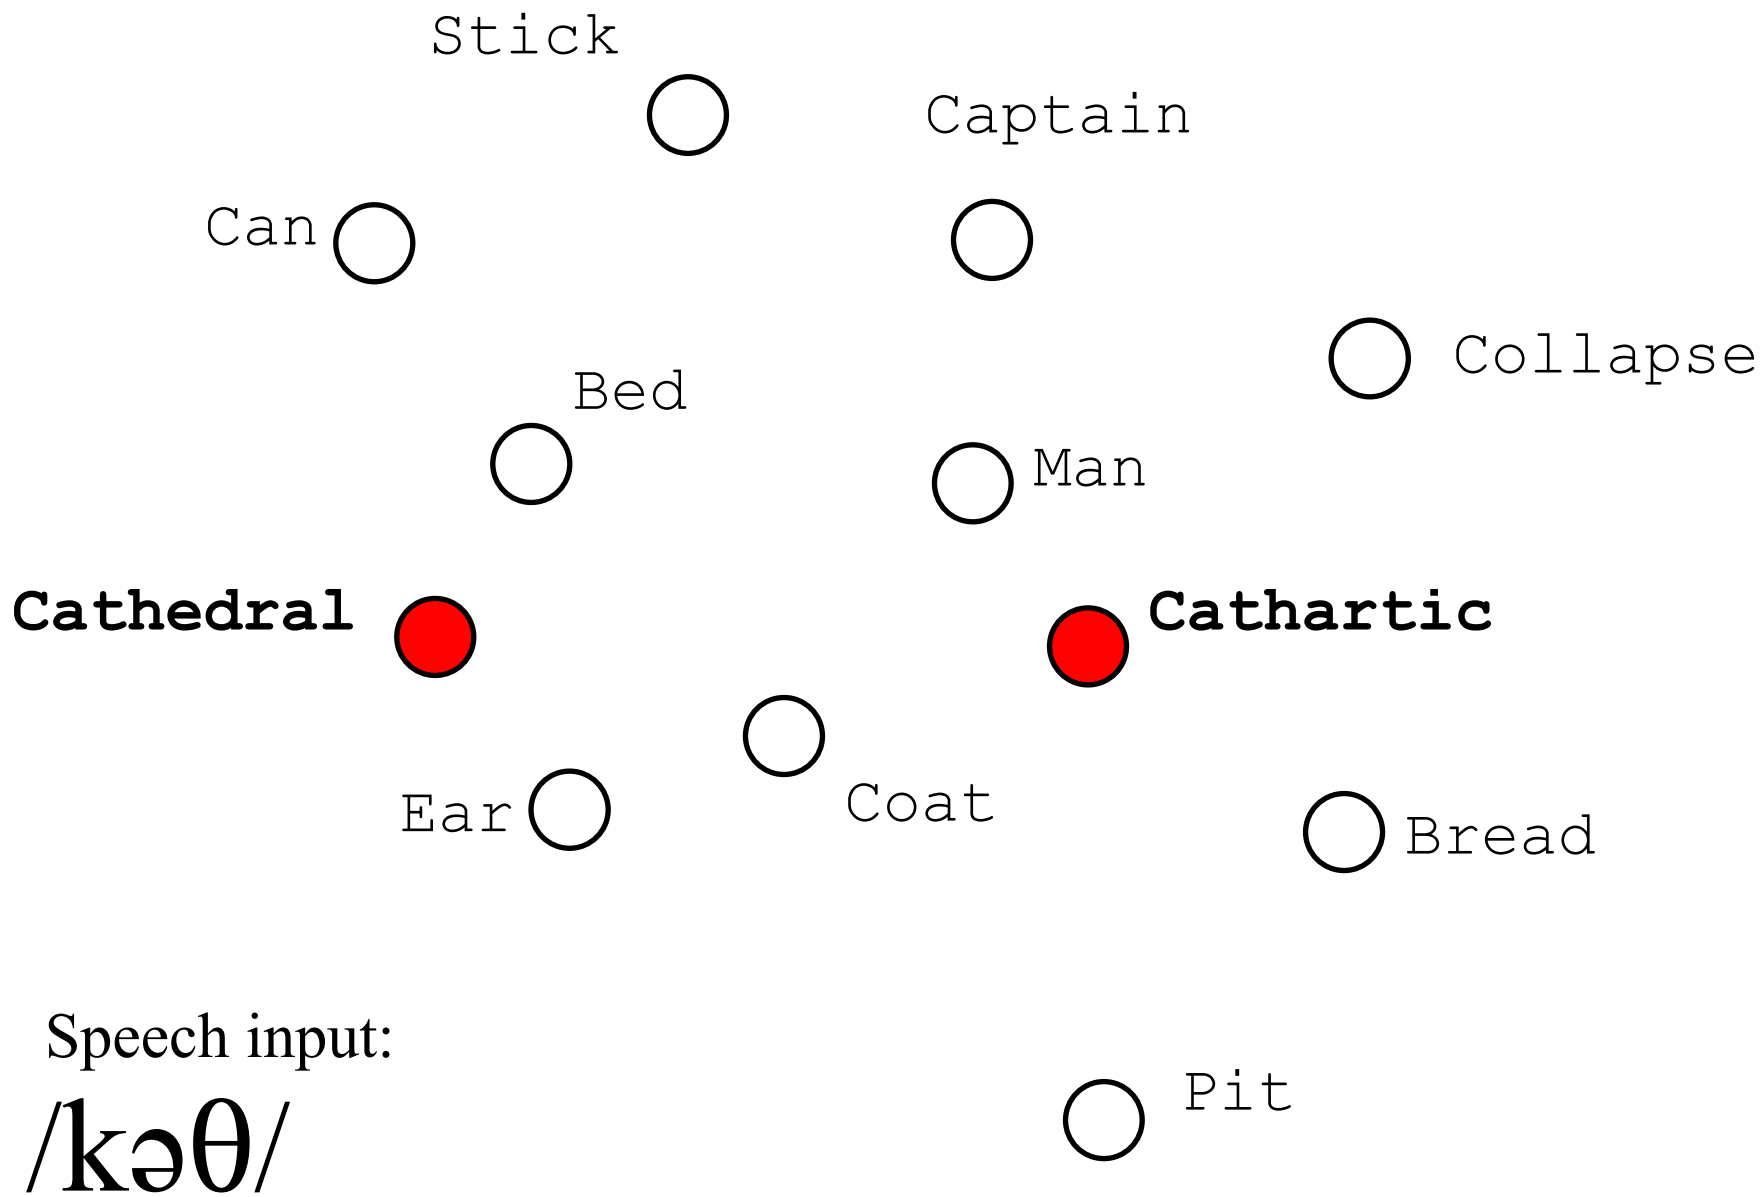 Stick
Captain
Can
Collapse
Bed
Man
Cathedral
Cathartic
Ear
Coat
Bread
Speech input:
Pit
/kəθ/